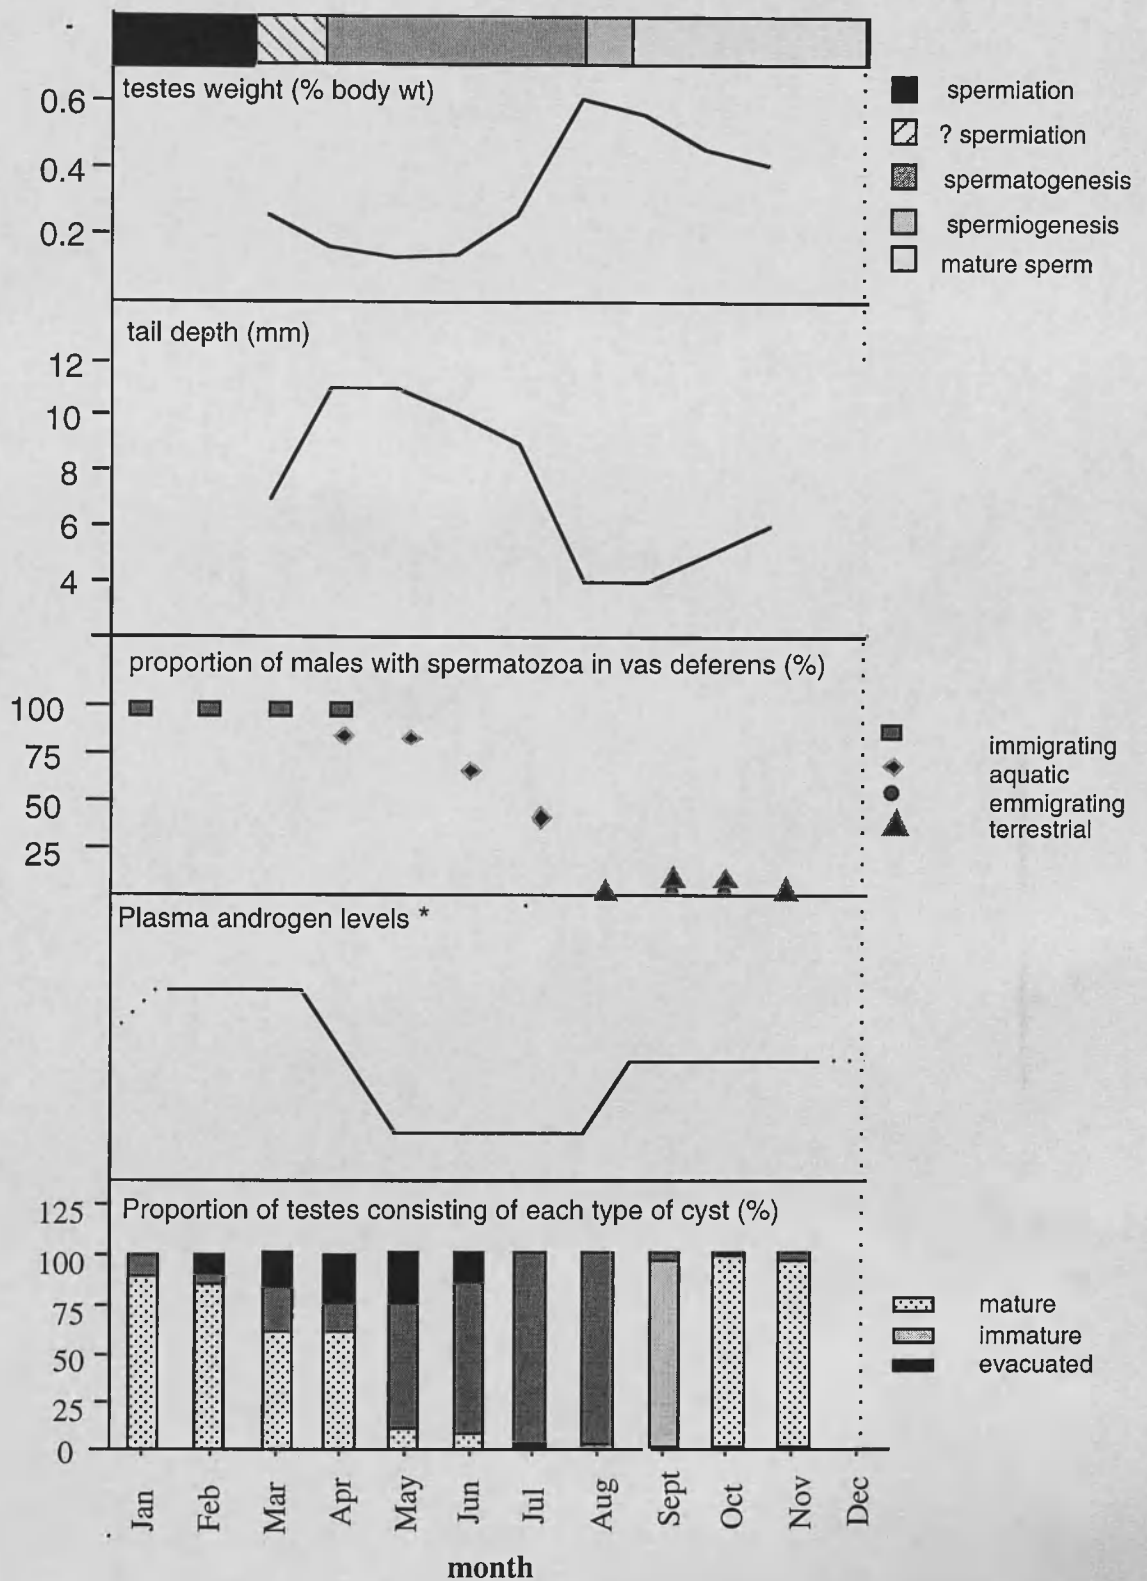 testes weight (% body wt)
0.6
0.4
0.2
spermiation
? spermiation
spermatogenesis
spermiogenesis
mature sperm
tail depth (mm)
12
10
8
6
4
proportion of males with spermatozoa in vas deferens (%)
100
75
50
25
immigrating
aquatic
emmigrating
terrestrial
Plasma androgen levels *
Proportion of testes consisting of each type of cyst (%)
125
100
75
50
25
0
mature
immature
evacuated
Jan Feb Mar Apr May Jun Jul Aug Sept Oct Nov Dec
month